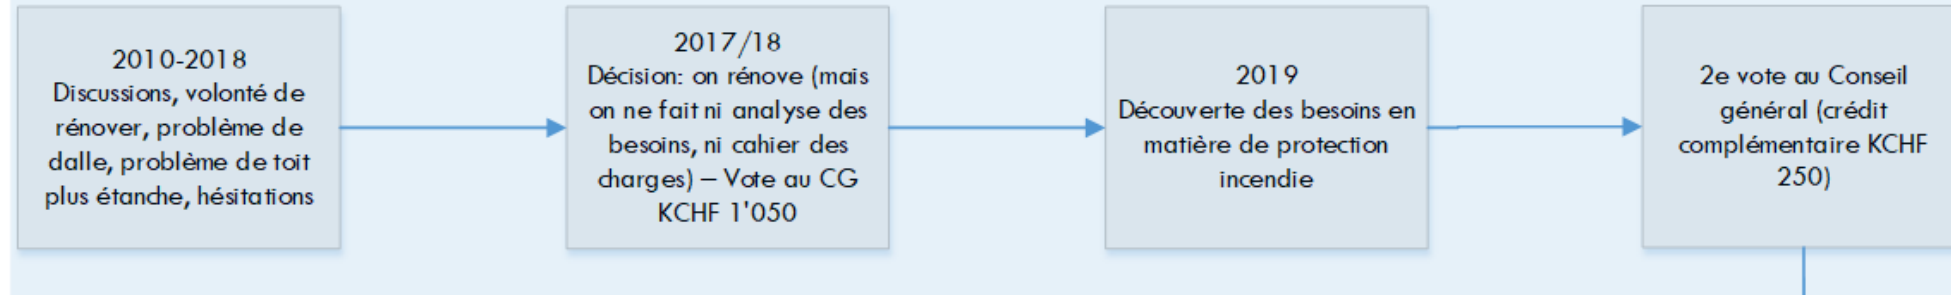 2010-2018
Discussions, volonté de
rénover, problème de
dalle, problème de toit
plus étanche, hésitations
2017/18
Décision: on rénove (mais
on ne fait ni analyse des
besoins, ni cahier des
charges) – Vote au CG
KCHF 1'050
2019
Découverte des besoins en
matière de protection
incendie
2e vote au Conseil
général (crédit
complémentaire KCHF
250)